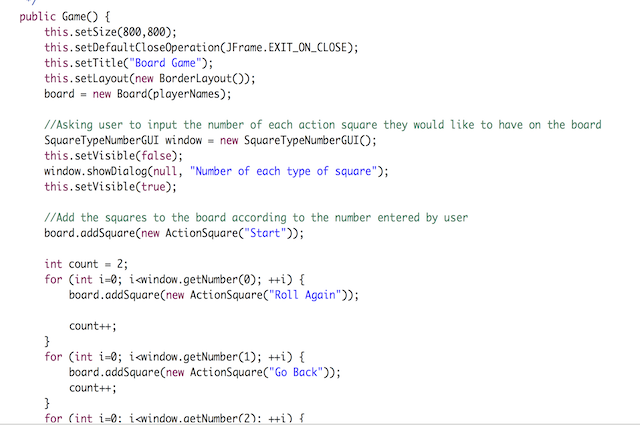 */
public Game() {
this.setSize(800,800);
this.setDefaultCloseOperation(JFrame.EXIT_ON_CLOSE);
this.setTitle("Board Game");
this.setLayout(new BorderLayout());
board = new Board(playerNames);
//Asking user to input the number of each action square they would like to have on the board
SquareTypeNumberGUI window = new SquareTypeNumberGUI();
this.setVisible(false);
window.showDialog(null, "Number of each type of square");
this.setVisible(true);
//Add the squares to the board according to the number entered by user
board.addSquare(new ActionSquare("Start"));
int count = 2;
for (int i=0; i<window.getNumber(0); ++i) {
board.addSquare(new ActionSquare("Roll Again"));
count++;
}
for (int i=0; i<window.getNumber(1); ++i) {
board.addSquare(new ActionSquare("Go Back"));
count++;
}
for (int i=0; i<window.getNumber(2); ++i) {